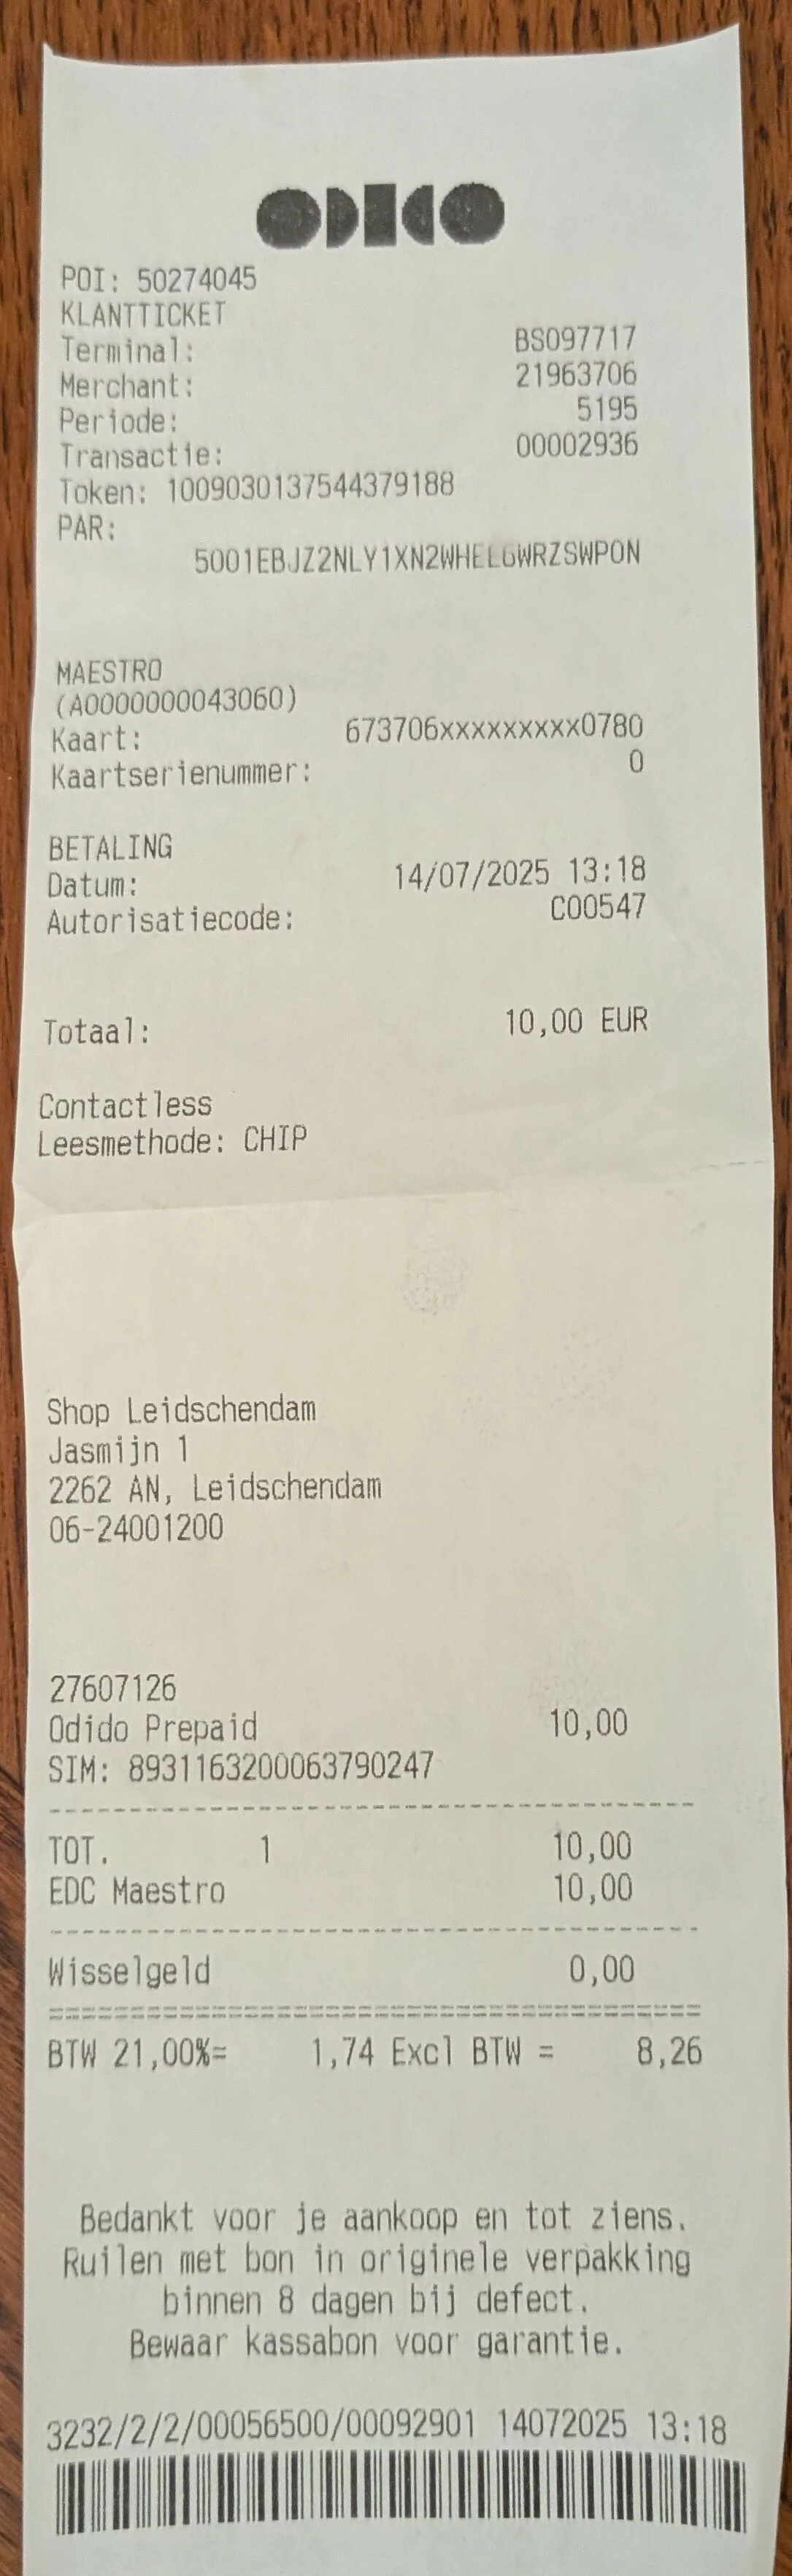 ODIDO
POI: 50274045
KLANTTICKET
Terminal: BS097717
Merchant: 21963706
Periode: 5195
Transactie: 00002936
Token: 1009030137544379188
PAR:
5001EBJZ2NLY1XN2WHEL6WRZSWPON
MAESTRO
(A0000000043060)
Kaart: 673706xxxxxxxxx0780
Kaartserienummer: 0
BETALING
Datum: 14/07/2025 13:18
Autorisatiecode: C00547
Totaal: 10,00 EUR
Contactless
Leesmethode: CHIP
Shop Leidschendam
Jasmijn 1
2262 AN, Leidschendam
06-24001200
27607126
Odido Prepaid 10,00
SIM: 8931163200063790247
TOT. 1 10,00
EDC Maestro 10,00
Wisselgeld 0,00
BTW 21,00%= 1,74 Excl BTW = 8,26
Bedankt voor je aankoop en tot ziens.
Ruilen met bon in originele verpakking
binnen 8 dagen bij defect.
Bewaar kassabon voor garantie.
3232/2/2/00056500/00092901 14072025 13:18